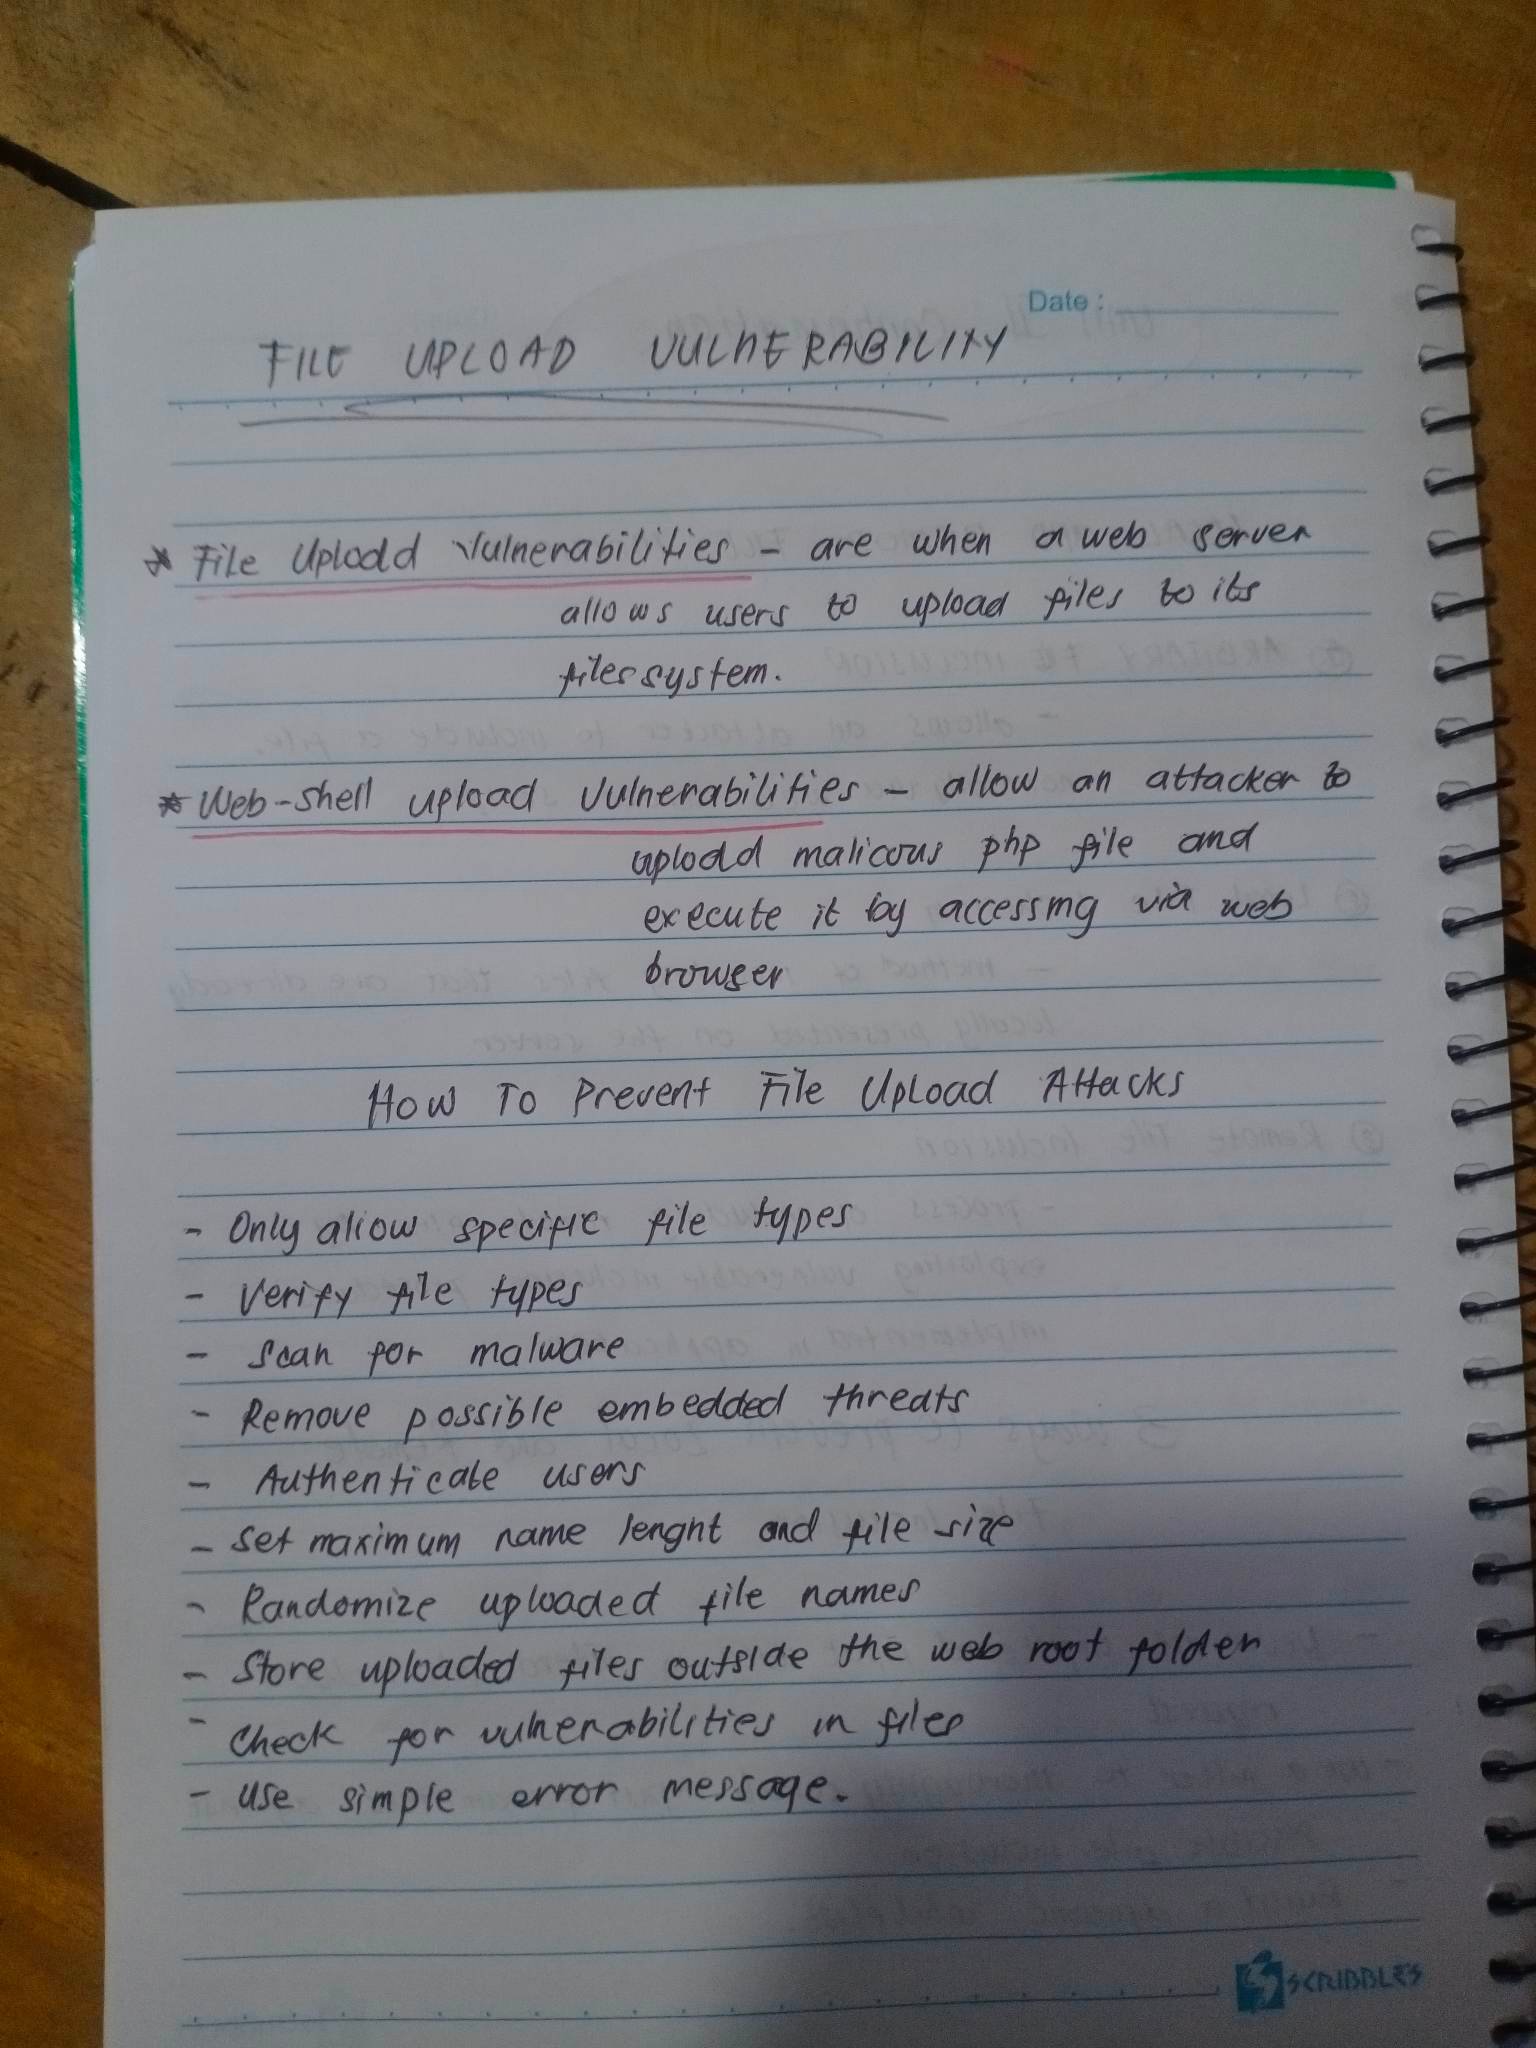 Date:
FILE UPLOAD VULNERABILITY
* File Upload Vulnerabilities - are when a web server
allows users to upload files to its
filessystem.
* Web-shell upload Vulnerabilities - allow an attacker to
upload malicous php file and
execute it by accessing via web
browser
How To Prevent File Upload Attacks
- Only allow specific file types
- Verify file types
- Scan for malware
- Remove possible embedded threats
- Authenticate users
- Set maximum name lenght and file size
- Randomize uploaded file names
- Store uploaded files outside the web root folder
- Check for vulnerabilities in files
- Use simple error message.
SCRIBBLES